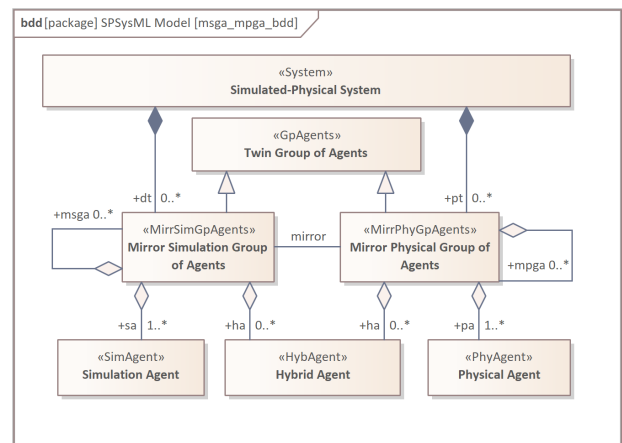 bdd [package] SPSysML Model [msga_mpga_bdd]
«System»
Simulated-Physical System
«GpAgents»
Twin Group of Agents
+dt 0..*
+pt 0..*
+msga 0..*
«MirrSimGpAgents»
Mirror Simulation Group
of Agents
mirror
«MirrPhyGpAgents»
Mirror Physical Group of
Agents
+mpga 0..*
+sa 1..*
+ha 0..*
+ha 0..*
+pa 1..*
«SimAgent»
Simulation Agent
«HybAgent»
Hybrid Agent
«PhyAgent»
Physical Agent